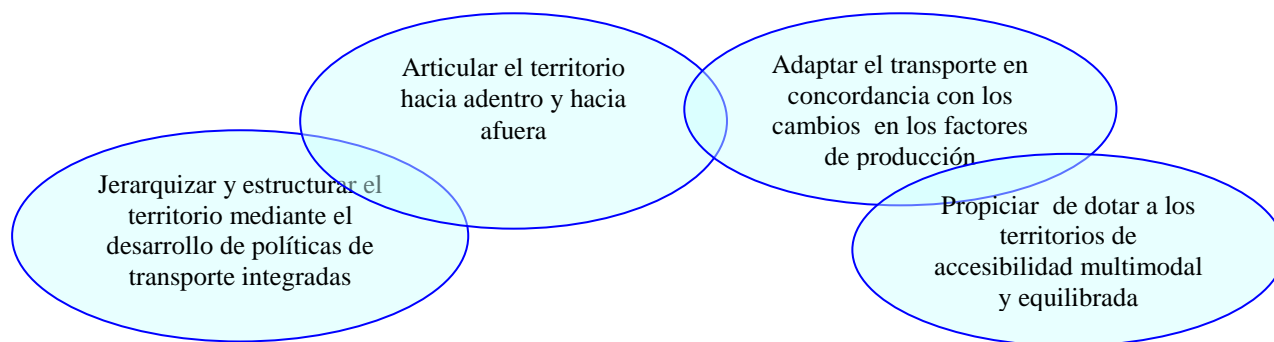 Jerarquizar y estructurar el
territorio mediante el
desarrollo de políticas de
transporte integradas
Articular el territorio
hacia adentro y hacia
afuera
Adaptar el transporte en
concordancia con los
cambios en los factores
de producción
Propiciar de dotar a los
territorios de
accesibilidad multimodal
y equilibrada